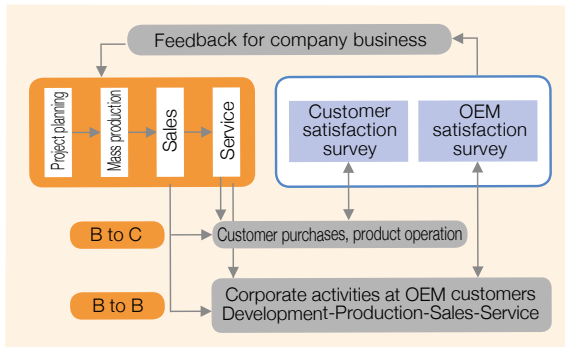 Feedback for company business
Project planning
Mass production
Sales
Service
Customer
satisfaction
survey
OEM
satisfaction
survey
B to C
Customer purchases, product operation
B to B
Corporate activities at OEM customers
Development-Production-Sales-Service